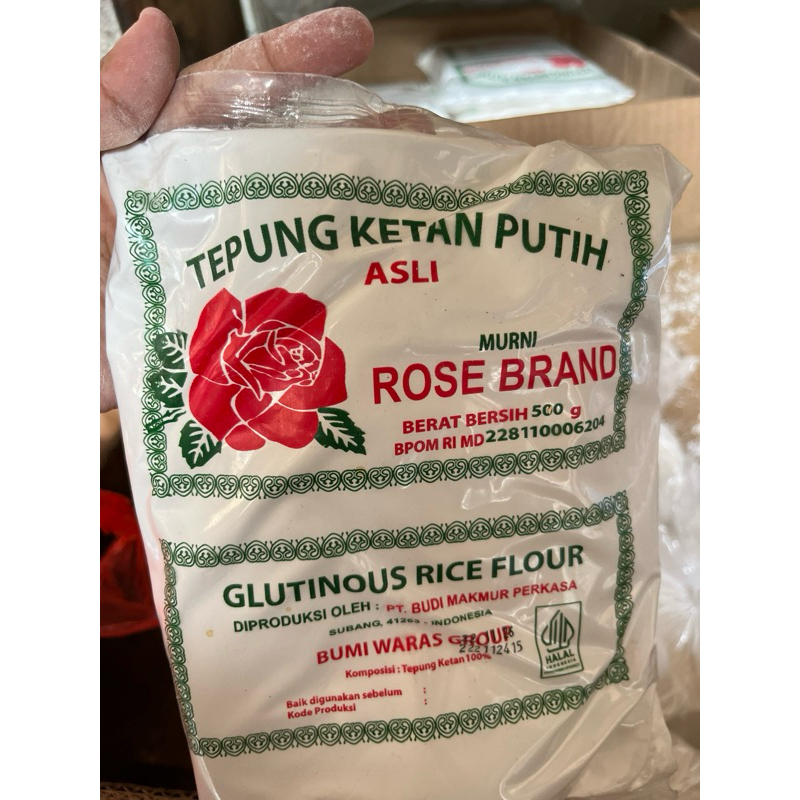 TEPUNG KETAN PUTIH
ASLI
MURNI
ROSE BRAND
BERAT BERSIH 500 g
BPOM RI MD 228110006204
GLUTINOUS RICE FLOUR
DIPRODUKSI OLEH : PT. BUDI MAKMUR PERKASA
SUBANG, 41263 - INDONESIA
BUMI WARAS GROUP
222112415
Komposisi : Tepung Ketan 100%
HALAL
INDONESIA
Baik digunakan sebelum :
Kode Produksi :